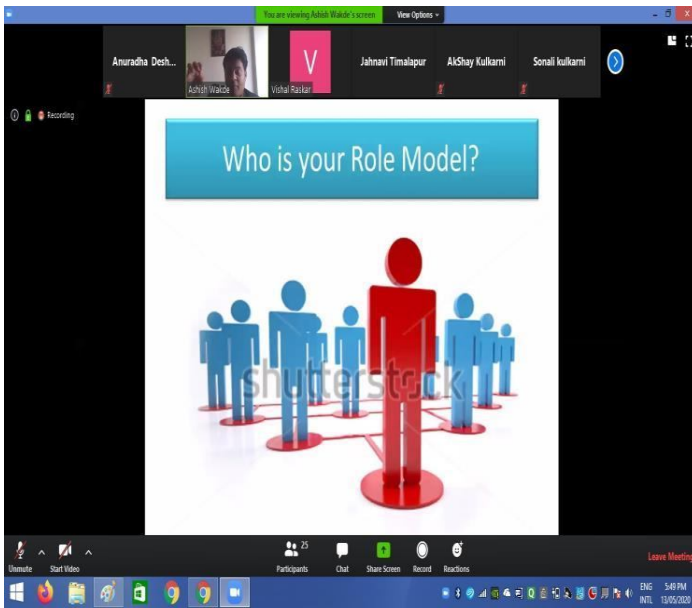 You are viewing Ashish Wakde's screen
View Options
Anuradha Desh...
Ashish Wakde
V
Vishal Raskar
Jahnavi Timalapur
AkShay Kulkarni
Sonali kulkarni
Recording
Who is your Role Model?
shutterstock
Unmute
Start Video
25
Participants
Chat
Share Screen
Record
Reactions
Leave Meeting
ENG 5:49 PM
INTL 13/05/2020